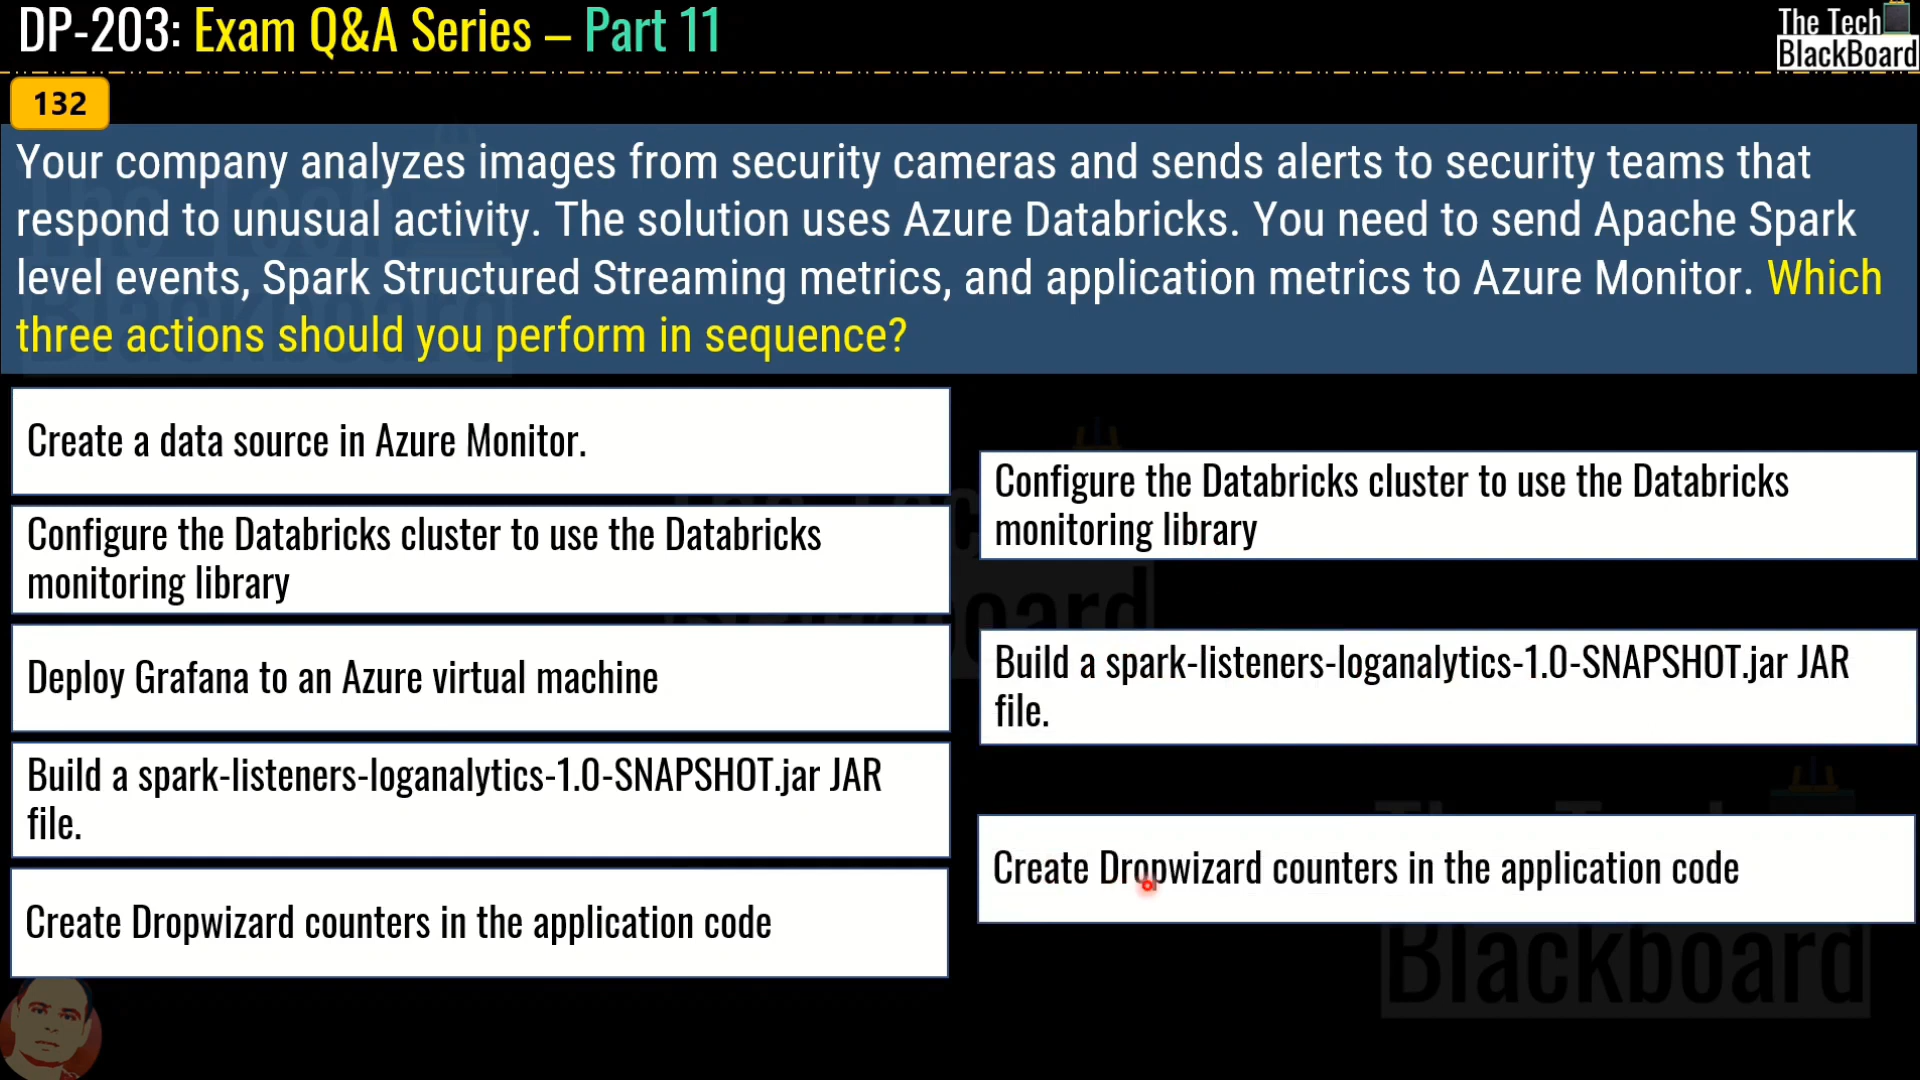 DP-203: Exam Q&A Series – Part 11
The Tech
BlackBoard
132
Your company analyzes images from security cameras and sends alerts to security teams that
respond to unusual activity. The solution uses Azure Databricks. You need to send Apache Spark
level events, Spark Structured Streaming metrics, and application metrics to Azure Monitor. Which
three actions should you perform in sequence?
Create a data source in Azure Monitor.
Configure the Databricks cluster to use the Databricks
monitoring library
Deploy Grafana to an Azure virtual machine
Build a spark-listeners-loganalytics-1.0-SNAPSHOT.jar JAR
file.
Create Dropwizard counters in the application code
Configure the Databricks cluster to use the Databricks
monitoring library
Build a spark-listeners-loganalytics-1.0-SNAPSHOT.jar JAR
file.
Create Dropwizard counters in the application code
Blackboard